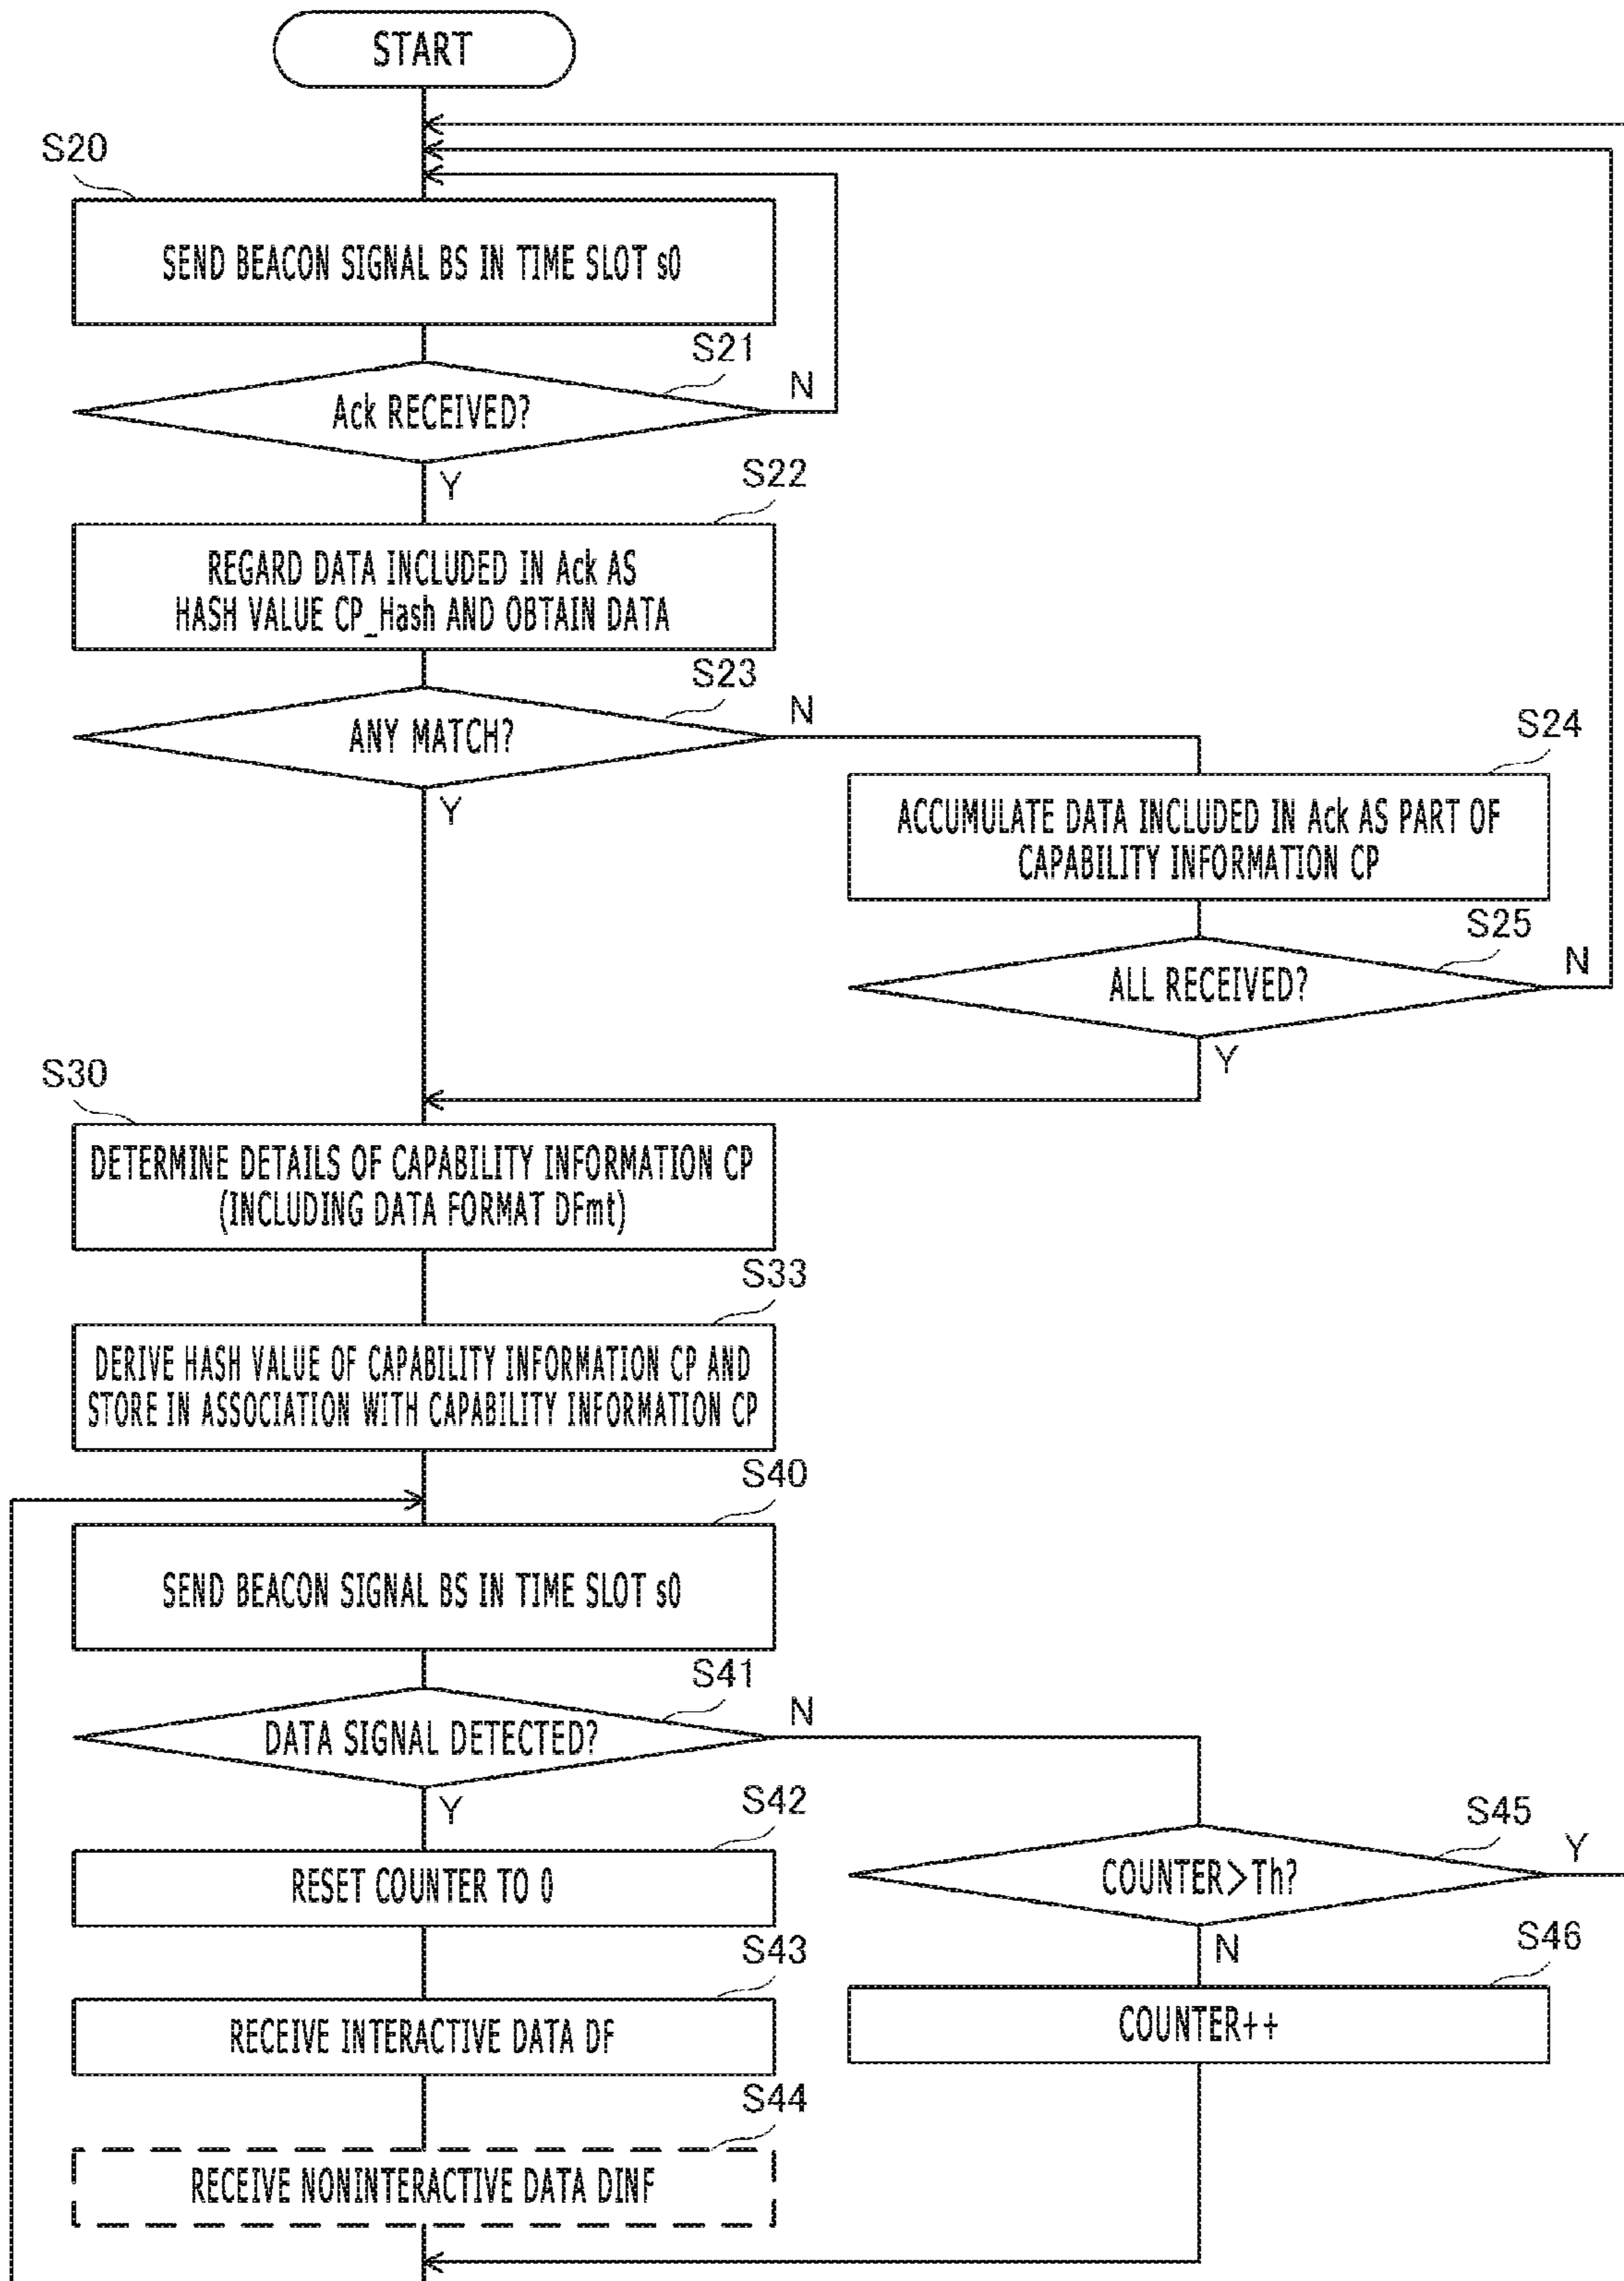 START
S20
SEND BEACON SIGNAL BS IN TIME SLOT s0
S21
Ack RECEIVED?
N
Y
S22
REGARD DATA INCLUDED IN Ack AS
HASH VALUE CP_Hash AND OBTAIN DATA
S23
ANY MATCH?
N
Y
S24
ACCUMULATE DATA INCLUDED IN Ack AS PART OF
CAPABILITY INFORMATION CP
S25
ALL RECEIVED?
N
Y
S30
DETERMINE DETAILS OF CAPABILITY INFORMATION CP
(INCLUDING DATA FORMAT DFmt)
S33
DERIVE HASH VALUE OF CAPABILITY INFORMATION CP AND
STORE IN ASSOCIATION WITH CAPABILITY INFORMATION CP
S40
SEND BEACON SIGNAL BS IN TIME SLOT s0
S41
DATA SIGNAL DETECTED?
N
Y
S42
RESET COUNTER TO 0
S45
COUNTER>Th?
Y
N
S43
RECEIVE INTERACTIVE DATA DF
S46
COUNTER++
S44
RECEIVE NONINTERACTIVE DATA DINF